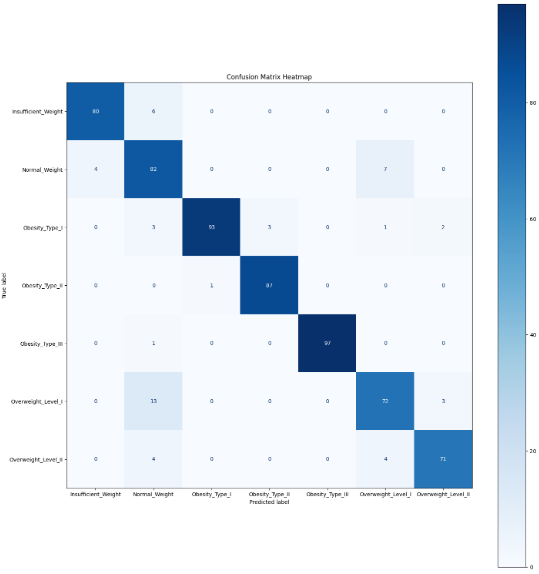 Confusion Matrix Heatmap
Insufficient_Weight 80 6 0 0 0 0 0
Normal_Weight 4 82 0 0 0 7 0
Obesity_Type_I 0 3 93 3 0 1 2
Obesity_Type_II 0 0 1 87 0 0 0
Obesity_Type_III 0 1 0 0 97 0 0
Overweight_Level_I 0 13 0 0 0 72 3
Overweight_Level_II 0 4 0 0 0 4 71
Insufficient_Weight Normal_Weight Obesity_Type_I Obesity_Type_II Obesity_Type_III Overweight_Level_I Overweight_Level_II
Predicted label
True label
80
60
40
20
0